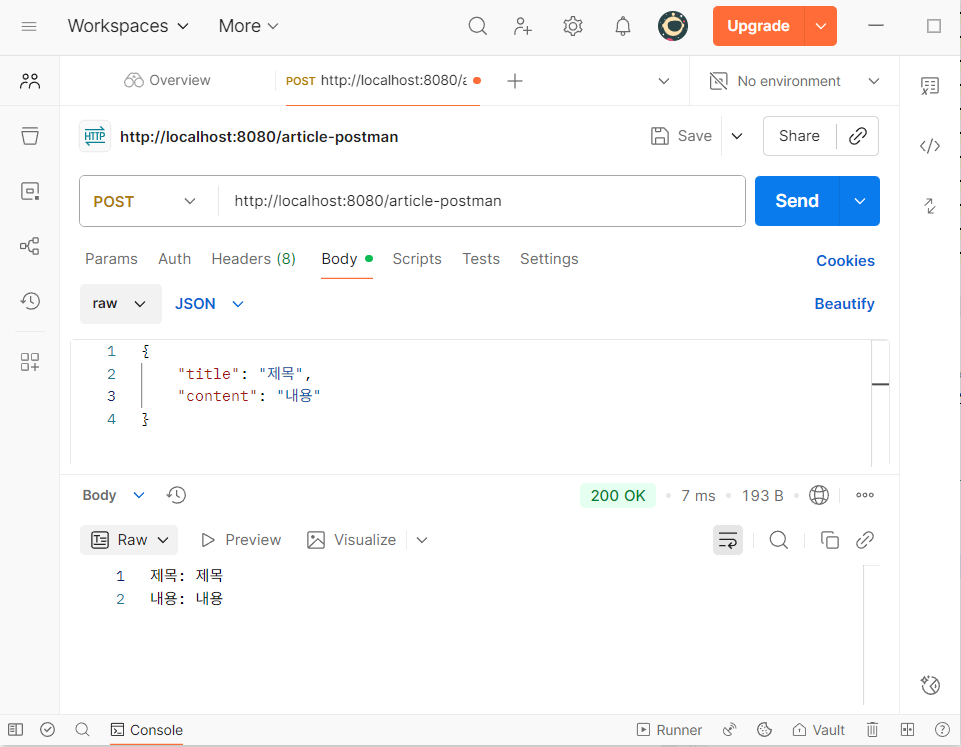 Workspaces More Upgrade
Overview POST http://localhost:8080/a No environment
HTTP http://localhost:8080/article-postman Save Share
POST http://localhost:8080/article-postman Send
Params Auth Headers (8) Body Scripts Tests Settings Cookies
raw JSON Beautify
1 {
2 "title": "제목",
3 "content": "내용"
4 }
Body 200 OK 7 ms 193 B
Raw Preview Visualize
1 제목: 제목
2 내용: 내용
Console Runner Vault